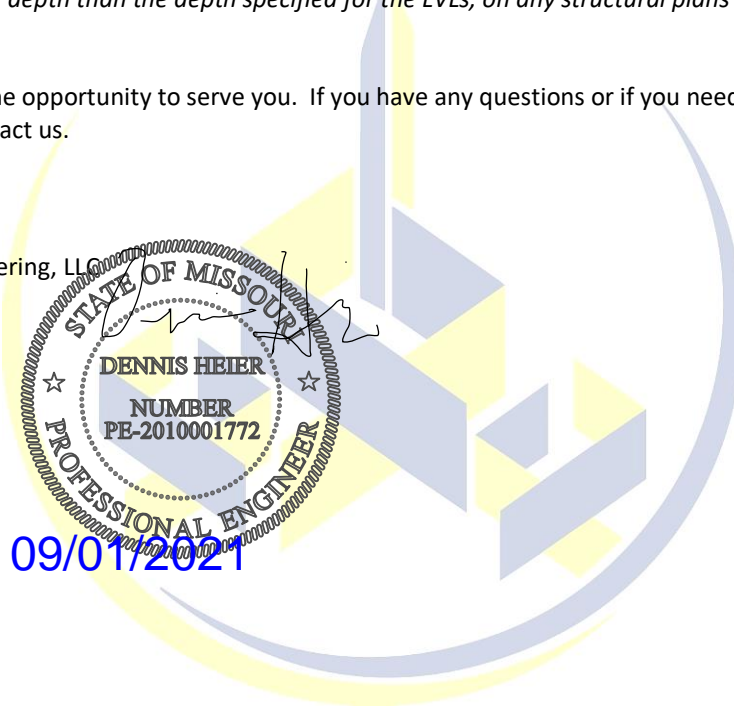 depth than the depth specified for the LVLs, on any structural plans
he opportunity to serve you. If you have any questions or if you need
act us.
ering, LLC
STATE OF MISSOURI
DENNIS HEIER
NUMBER
PE-2010001772
PROFESSIONAL ENGINEER
09/01/2021